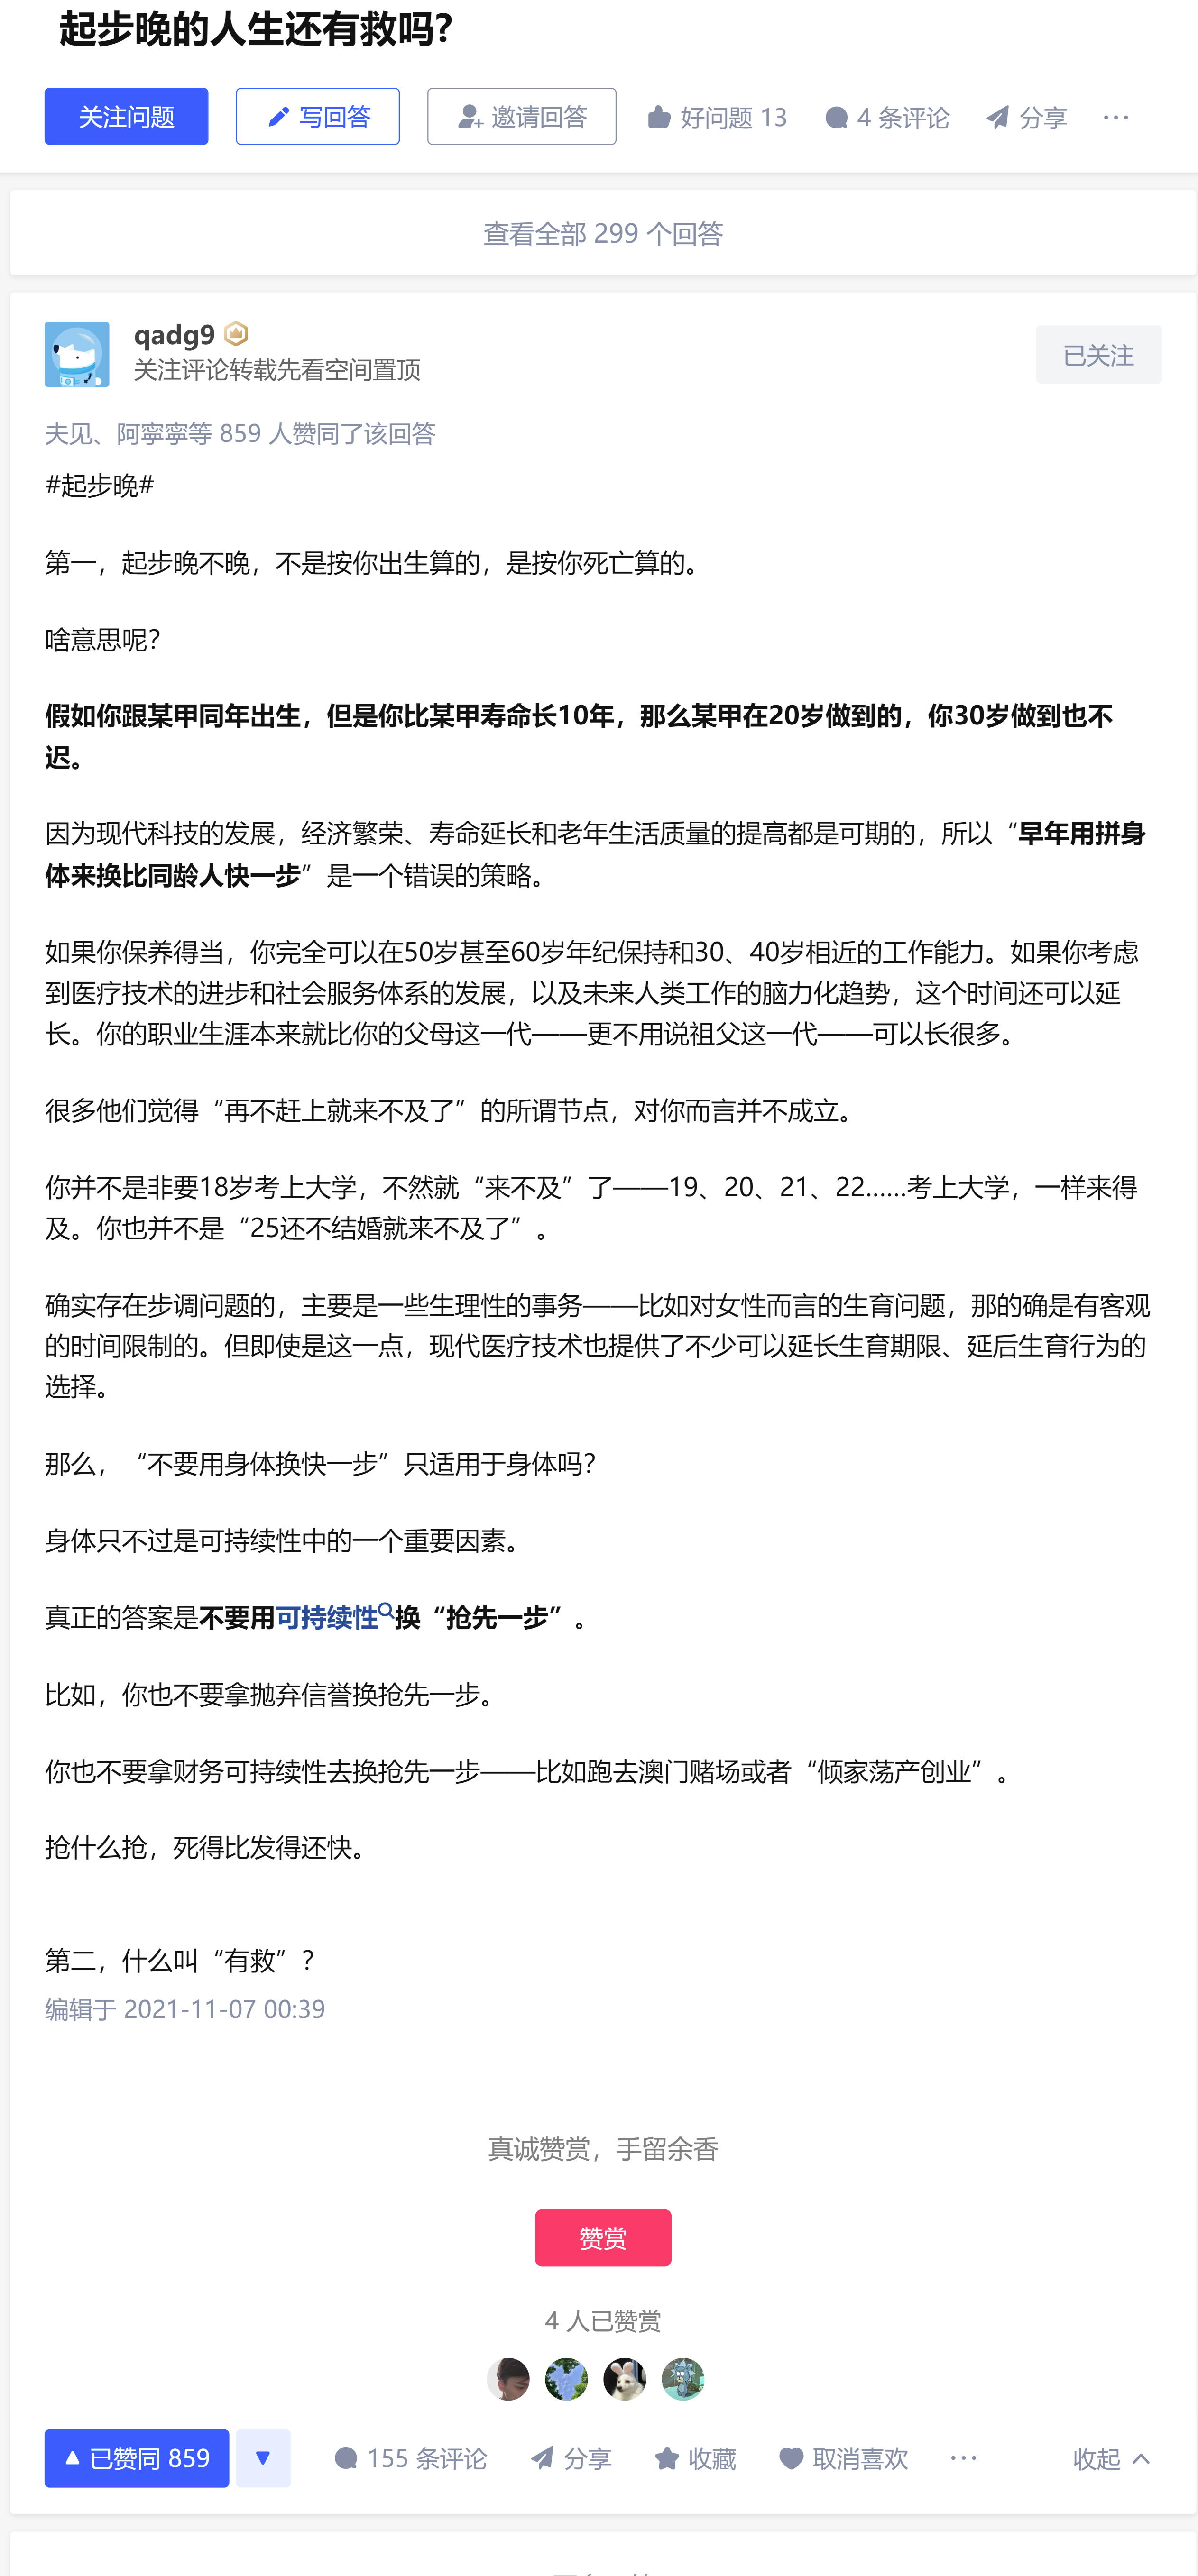 起步晚的人生还有救吗?
关注问题
写回答
邀请回答
好问题 13
4 条评论
分享
查看全部 299 个回答
qadg9
关注评论转载先看空间置顶
已关注
夫见、阿寧寧等 859 人赞同了该回答
#起步晚#
第一，起步晚不晚，不是按你出生算的，是按你死亡算的。
啥意思呢？
假如你跟某甲同年出生，但是你比某甲寿命长10年，那么某甲在20岁做到的，你30岁做到也不
迟。
因为现代科技的发展，经济繁荣、寿命延长和老年生活质量的提高都是可期的，所以“早年用拼身
体来换比同龄人快一步”是一个错误的策略。
如果你保养得当，你完全可以在50岁甚至60岁年纪保持和30、40岁相近的工作能力。如果你考虑
到医疗技术的进步和社会服务体系的发展，以及未来人类工作的脑力化趋势，这个时间还可以延
长。你的职业生涯本来就比你的父母这一代——更不用说祖父这一代——可以长很多。
很多他们觉得“再不赶上就来不及了”的所谓节点，对你而言并不成立。
你并不是非要18岁考上大学，不然就“来不及”了——19、20、21、22......考上大学，一样来得
及。你也并不是“25还不结婚就来不及了”。
确实存在步调问题的，主要是一些生理性的事务——比如对女性而言的生育问题，那的确是有客观
的时间限制的。但即使是这一点，现代医疗技术也提供了不少可以延长生育期限、延后生育行为的
选择。
那么，“不要用身体换快一步”只适用于身体吗？
身体只不过是可持续性中的一个重要因素。
真正的答案是不要用可持续性换“抢先一步”。
比如，你也不要拿抛弃信誉换抢先一步。
你也不要拿财务可持续性去换抢先一步——比如跑去澳门赌场或者“倾家荡产创业”。
抢什么抢，死得比发得还快。
第二，什么叫“有救”？
编辑于 2021-11-07 00:39
真诚赞赏，手留余香
赞赏
4 人已赞赏
已赞同 859
155 条评论
分享
收藏
取消喜欢
收起